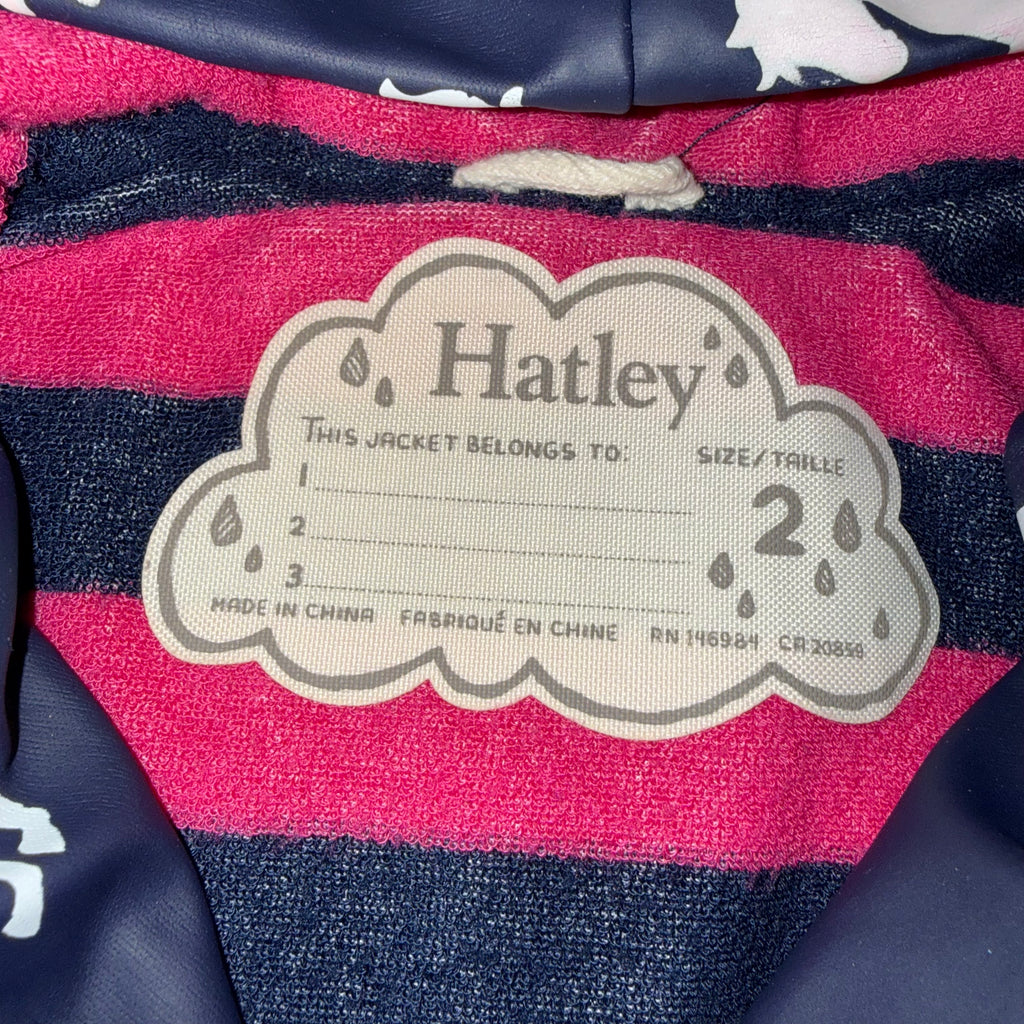 Hatley
THIS JACKET BELONGS TO:
SIZE/TAILLE
1
2
2
3
MADE IN CHINA FABRIQUÉ EN CHINE RN 146984 CA 20859